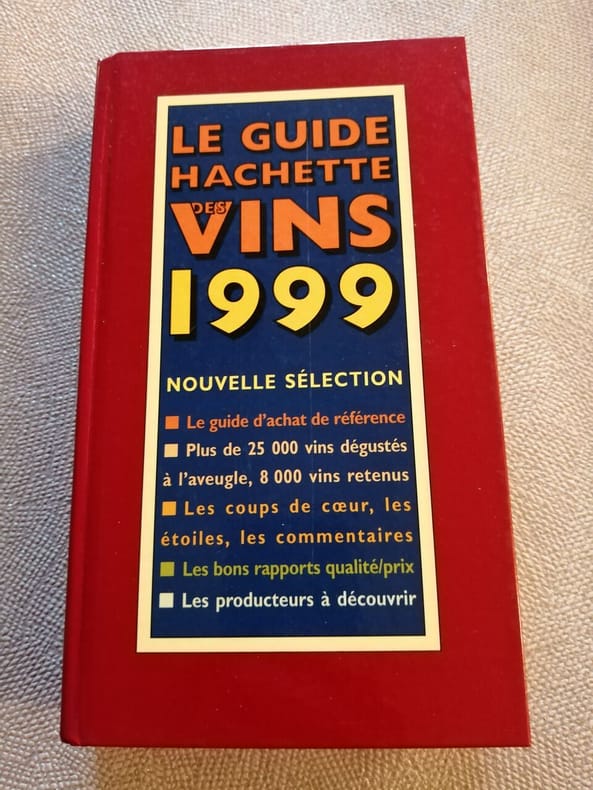 LE GUIDE
HACHETTE
DES
VINS
1999
NOUVELLE SÉLECTION
Le guide d'achat de référence
Plus de 25 000 vins dégustés
à l'aveugle, 8 000 vins retenus
Les coups de cœur, les
étoiles, les commentaires
Les bons rapports qualité/prix
Les producteurs à découvrir